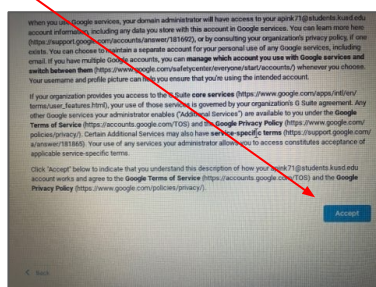 When you use Google services, your domain administrator will have access to your apink71@students.kusd.edu
account information, including any data you store with this account in Google services. You can learn more here
(https://support.google.com/accounts/answer/181692), or by consulting your organization's privacy policy, if one
exists. You can choose to maintain a separate account for your personal use of any Google services, including
email. If you have multiple Google accounts, you can manage which account you use with Google services and
switch between them (https://www.google.com/safetycenter/everyone/start/accounts/) whenever you choose.
Your username and profile picture can help you ensure that you're using the intended account.
If your organization provides you access to the G Suite core services (https://www.google.com/apps/intl/en/
terms/user_features.html), your use of those services is governed by your organization's G Suite agreement. Any
other Google services your administrator enables ("Additional Services") are available to you under the Google
Terms of Service (https://accounts.google.com/TOS) and the Google Privacy Policy (https://www.google.com/
policies/privacy/). Certain Additional Services may also have service-specific terms (https://support.google.com/
a/answer/181865). Your use of any services your administrator allows you to access constitutes acceptance of
applicable service-specific terms.
Click "Accept" below to indicate that you understand this description of how your apink71@students.kusd.edu
account works and agree to the Google Terms of Service (https://accounts.google.com/TOS) and the Google
Privacy Policy (https://www.google.com/policies/privacy/).
Accept
Back